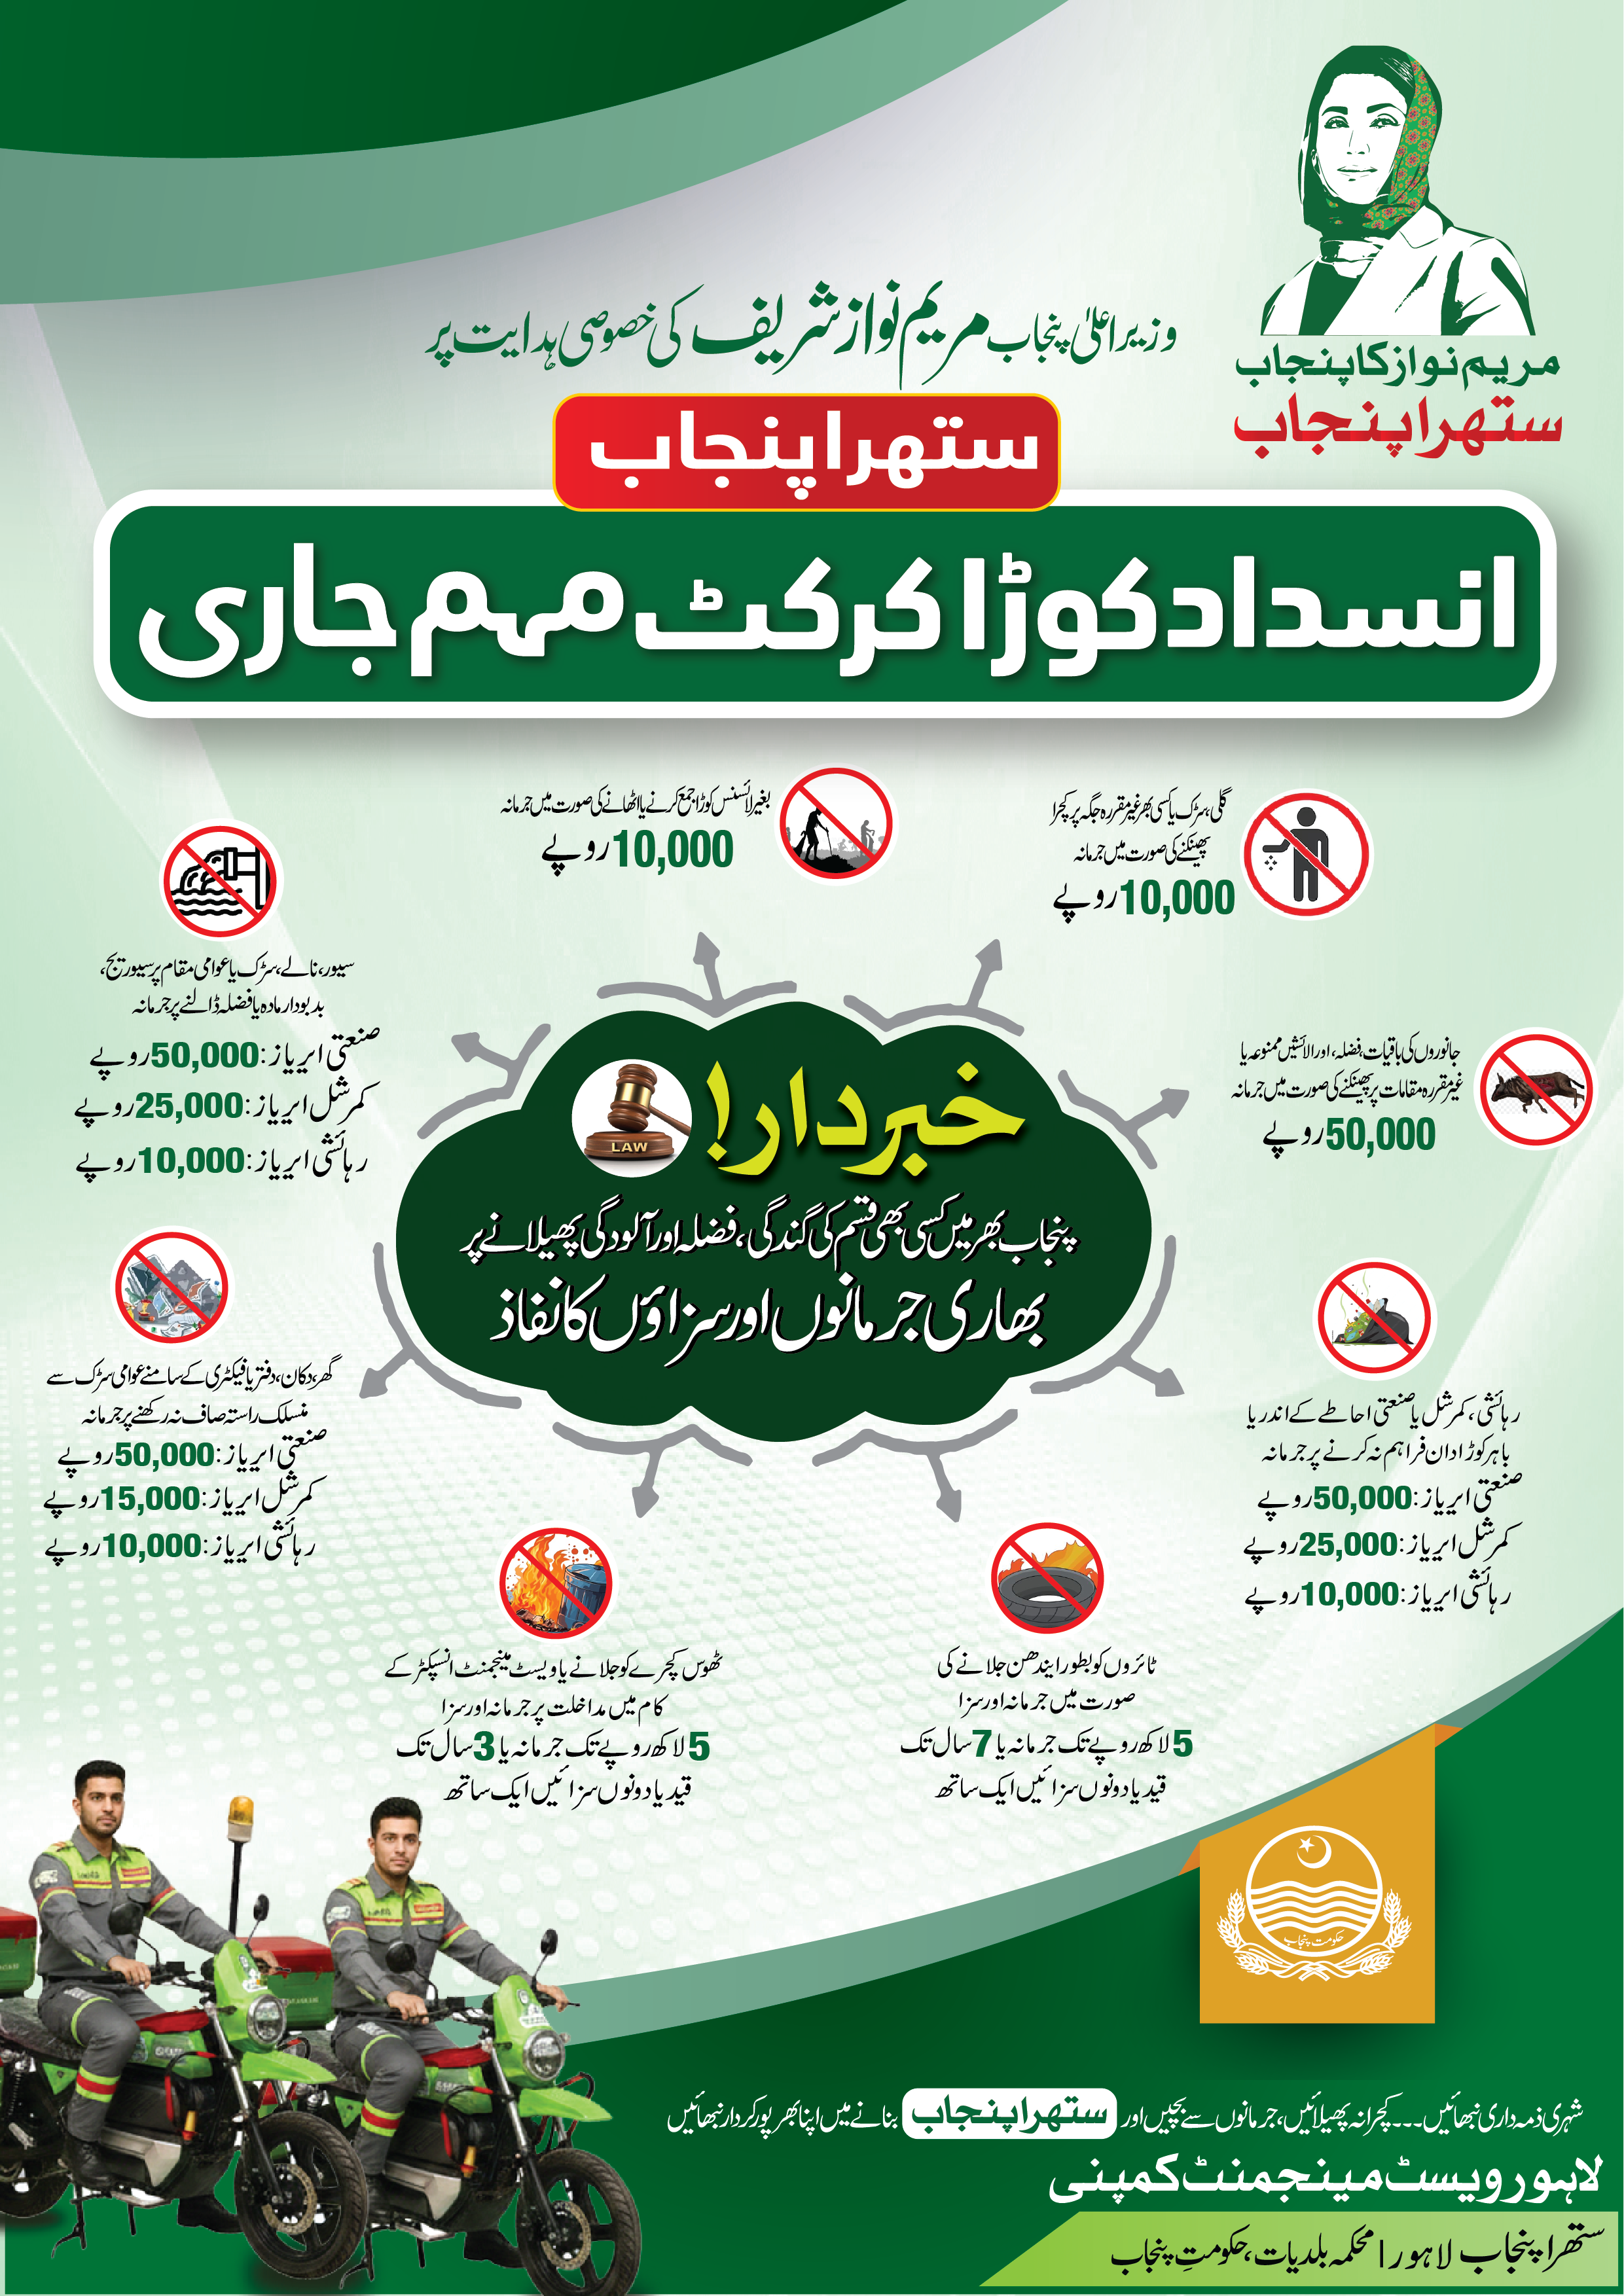 مریم نواز کا پنجاب
ستھرا پنجاب
وزیر اعلیٰ پنجاب مریم نواز شریف کی خصوصی ہدایت پر
ستھرا پنجاب
انسداد کوڑا کرکٹ مہم جاری
گلی، سڑک یا کسی بھر غیر مقررہ جگہ پر کچرا
پھینکنے کی صورت میں جرمانہ
10,000 روپے
بغیر لائسنس کوڑا جمع کرنے یا اٹھانے کی صورت میں جرمانہ
10,000 روپے
سیور، نالے، سڑک یا عوامی مقام پر سیوریج،
بدبودار مادہ یا فضلہ ڈالنے پر جرمانہ
صنعتی ایریاز: 50,000 روپے
کمرشل ایریاز: 25,000 روپے
رہائشی ایریاز: 10,000 روپے
جانوروں کی باقیات، فضلہ، اور الائشیں ممنوعہ یا
غیر مقررہ مقامات پر پھینکنے کی صورت میں جرمانہ
50,000 روپے
خبردار!
LAW
پنجاب بھر میں کسی بھی قسم کی گندگی، فضلہ اور آلودگی پھیلانے پر
بھاری جرمانوں اور سزاؤں کا نفاذ
گھر، دکان، دفتر یا فیکٹری کے سامنے عوامی سڑک سے
منسلک راستہ صاف نہ رکھنے پر جرمانہ
صنعتی ایریاز: 50,000 روپے
کمرشل ایریاز: 15,000 روپے
رہائشی ایریاز: 10,000 روپے
رہائشی، کمرشل یا صنعتی احاطے کے اندر یا
باہر کوڑا دان فراہم نہ کرنے پر جرمانہ
صنعتی ایریاز: 50,000 روپے
کمرشل ایریاز: 25,000 روپے
رہائشی ایریاز: 10,000 روپے
ٹائروں کو بطور ایندھن جلانے کی
صورت میں جرمانہ اور سزا
5 لاکھ روپے تک جرمانہ یا 7 سال تک
قید یا دونوں سزائیں ایک ساتھ
ٹھوس کچرے کو جلانے یا ویسٹ مینجمنٹ انسپکٹر کے
کام میں مداخلت پر جرمانہ اور سزا
5 لاکھ روپے تک جرمانہ یا 3 سال تک
قید یا دونوں سزائیں ایک ساتھ
حکومت پنجاب
شہری ذمہ داری نبھائیں۔۔۔ کچرا نہ پھیلائیں، جرمانوں سے بچیں اور ستھرا پنجاب بنانے میں اپنا بھرپور کردار نبھائیں
لاہور ویسٹ مینجمنٹ کمپنی
ستھرا پنجاب لاہور | محکمہ بلدیات، حکومتِ پنجاب